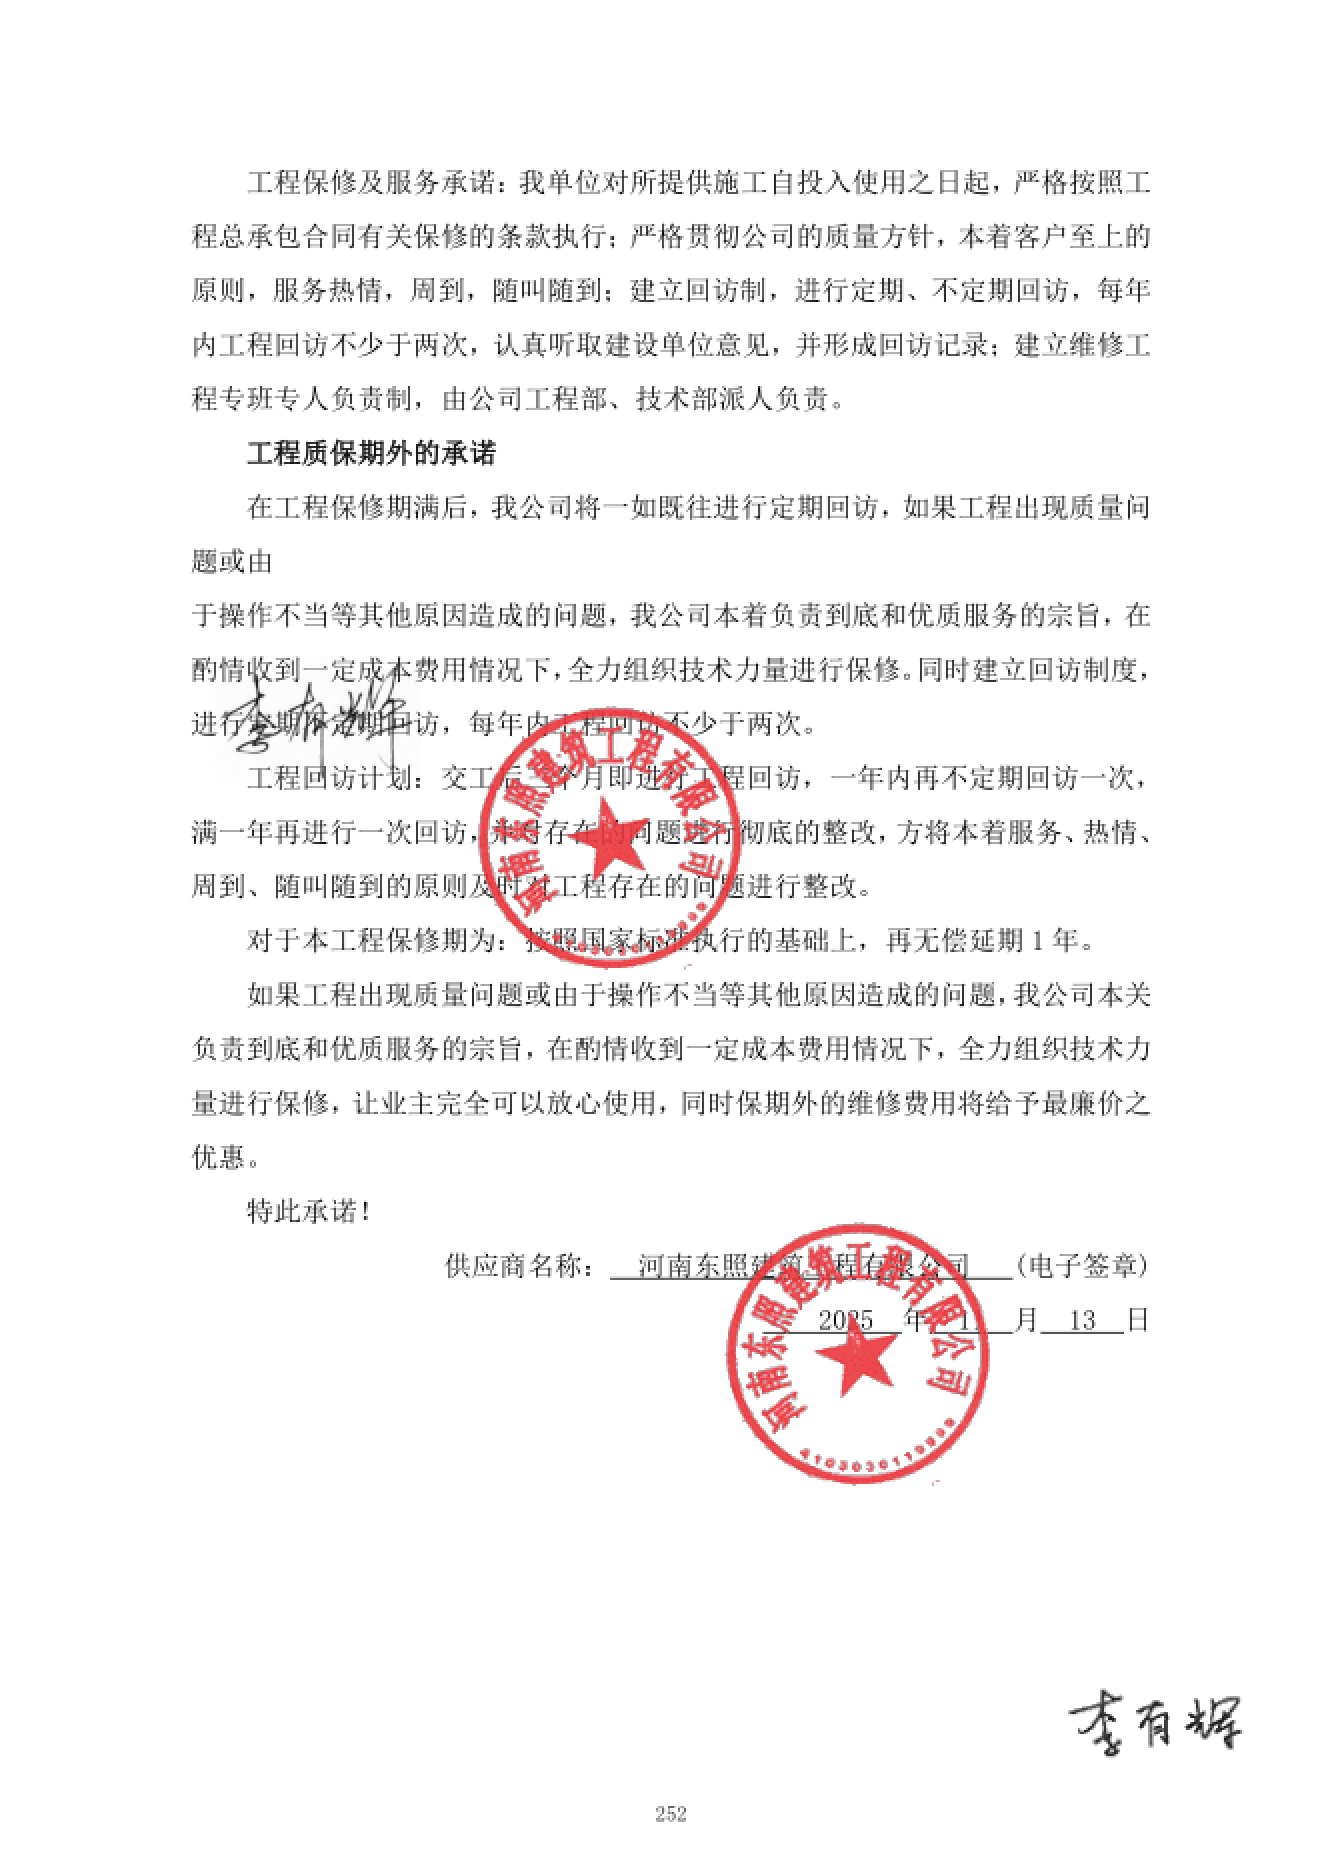 工程保修及服务承诺：我单位对所提供施工自投入使用之日起，严格按照工
程总承包合同有关保修的条款执行；严格贯彻公司的质量方针，本着客户至上的
原则，服务热情，周到，随叫随到；建立回访制，进行定期、不定期回访，每年
内工程回访不少于两次，认真听取建设单位意见，并形成回访记录；建立维修工
程专班专人负责制，由公司工程部、技术部派人负责。
工程质保期外的承诺
在工程保修期满后，我公司将一如既往进行定期回访，如果工程出现质量问
题或由
于操作不当等其他原因造成的问题，我公司本着负责到底和优质服务的宗旨，在
酌情收到一定成本费用情况下，全力组织技术力量进行保修。同时建立回访制度，
进行定期不定期回访，每年内工程回访不少于两次。
李有辉
工程回访计划：交工后 个月即进行工程回访，一年内再不定期回访一次，
满一年再进行一次回访，并对存在的问题进行彻底的整改，方将本着服务、热情、
周到、随叫随到的原则及时对工程存在的问题进行整改。
河南东照建筑工程有限公司
对于本工程保修期为：按照国家标准执行的基础上，再无偿延期 1 年。
如果工程出现质量问题或由于操作不当等其他原因造成的问题，我公司本关
负责到底和优质服务的宗旨，在酌情收到一定成本费用情况下，全力组织技术力
量进行保修，让业主完全可以放心使用，同时保期外的维修费用将给予最廉价之
优惠。
特此承诺！
供应商名称： 河南东照建筑工程有限公司 （电子签章）
2025 年 11 月 13 日
河南东照建筑工程有限公司
李有辉
252